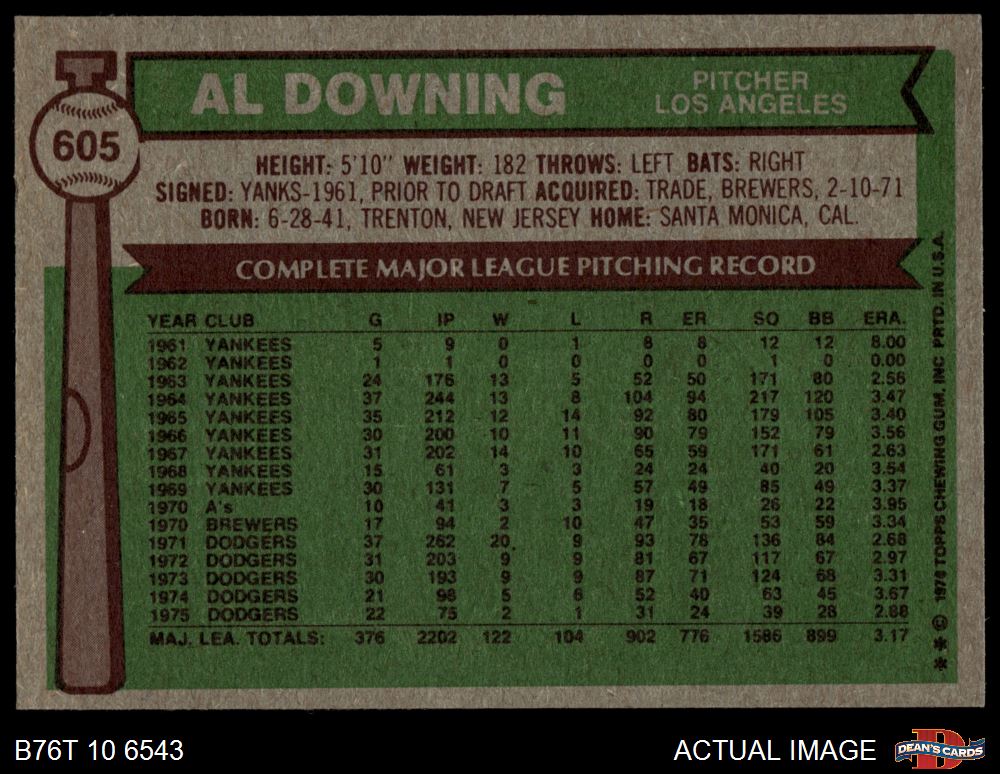 605
AL DOWNING
PITCHER
LOS ANGELES
HEIGHT: 5'10" WEIGHT: 182 THROWS: LEFT BATS: RIGHT
SIGNED: YANKS-1961, PRIOR TO DRAFT ACQUIRED: TRADE, BREWERS, 2-10-71
BORN: 6-28-41, TRENTON, NEW JERSEY HOME: SANTA MONICA, CAL.
COMPLETE MAJOR LEAGUE PITCHING RECORD
YEAR CLUB G IP W L R ER SO BB ERA.
1961 YANKEES 5 9 0 1 8 8 12 12 8.00
1962 YANKEES 1 1 0 0 0 0 1 0 0.00
1963 YANKEES 24 176 13 5 52 50 171 80 2.56
1964 YANKEES 37 244 13 8 104 94 217 120 3.47
1965 YANKEES 35 212 12 14 92 80 179 105 3.40
1966 YANKEES 30 200 10 11 90 79 152 79 3.56
1967 YANKEES 31 202 14 10 65 59 171 61 2.63
1968 YANKEES 15 61 3 3 24 24 40 20 3.54
1969 YANKEES 30 131 7 5 57 49 85 49 3.37
1970 A's 10 41 3 3 19 18 26 22 3.95
1970 BREWERS 17 94 2 10 47 35 53 59 3.34
1971 DODGERS 37 262 20 9 93 78 136 84 2.68
1972 DODGERS 31 203 9 9 81 67 117 67 2.97
1973 DODGERS 30 193 9 9 87 71 124 68 3.31
1974 DODGERS 21 98 5 6 52 40 63 45 3.67
1975 DODGERS 22 75 2 1 31 24 39 28 2.88
MAJ. LEA. TOTALS: 376 2202 122 104 902 776 1586 899 3.17
* * © 1976 TOPPS CHEWING GUM, INC PRTD. IN U.S.A.
B76T 10 6543
ACTUAL IMAGE
D
DEAN'S CARDS